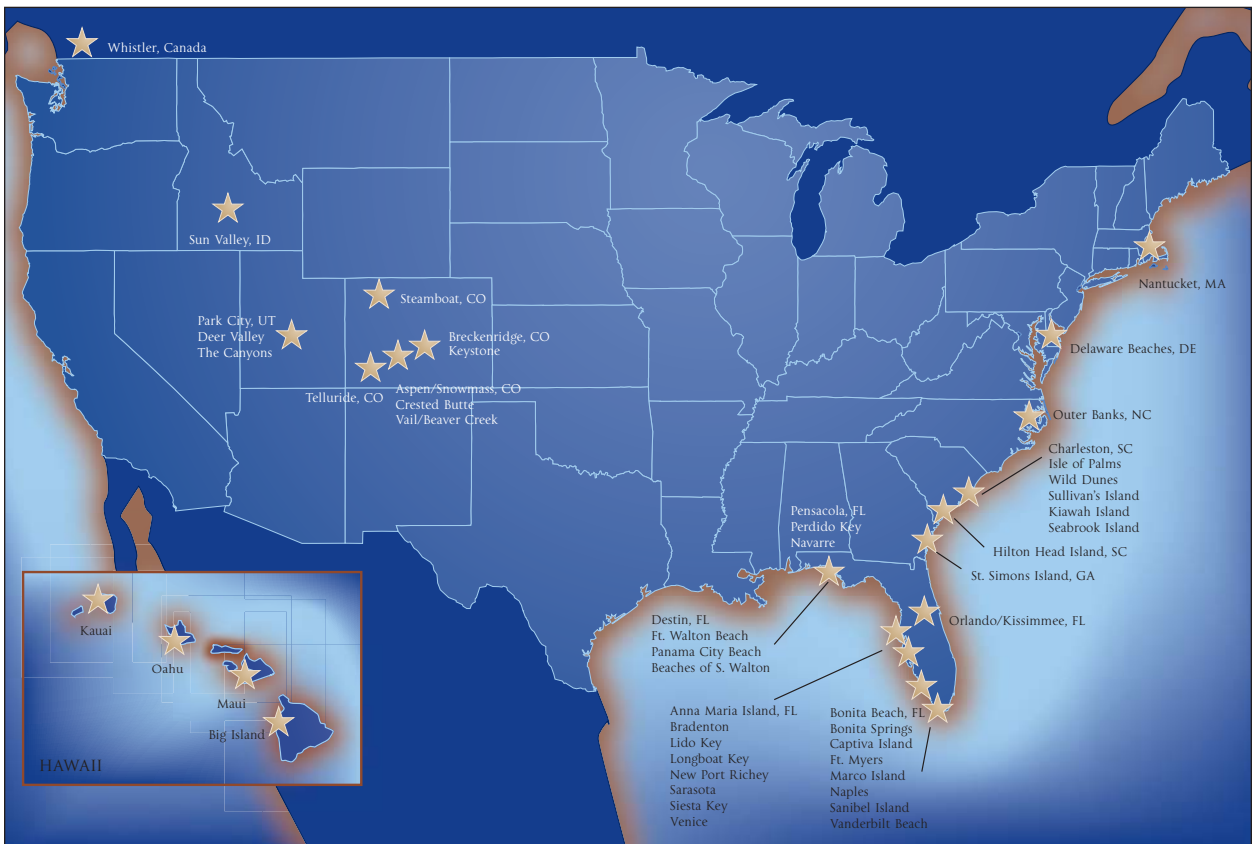 Whistler, Canada
Sun Valley, ID
Nantucket, MA
Steamboat, CO
Park City, UT
Deer Valley
The Canyons
Breckenridge, CO
Keystone
Delaware Beaches, DE
Telluride, CO
Aspen/Snowmass, CO
Crested Butte
Vail/Beaver Creek
Outer Banks, NC
Charleston, SC
Isle of Palms
Wild Dunes
Sullivan's Island
Kiawah Island
Seabrook Island
Pensacola, FL
Perdido Key
Navarre
Hilton Head Island, SC
St. Simons Island, GA
Orlando/Kissimmee, FL
Destin, FL
Ft. Walton Beach
Panama City Beach
Beaches of S. Walton
Kauai
Oahu
Maui
Big Island
HAWAII
Anna Maria Island, FL
Bradenton
Lido Key
Longboat Key
New Port Richey
Sarasota
Siesta Key
Venice
Bonita Beach, FL
Bonita Springs
Captiva Island
Ft. Myers
Marco Island
Naples
Sanibel Island
Vanderbilt Beach